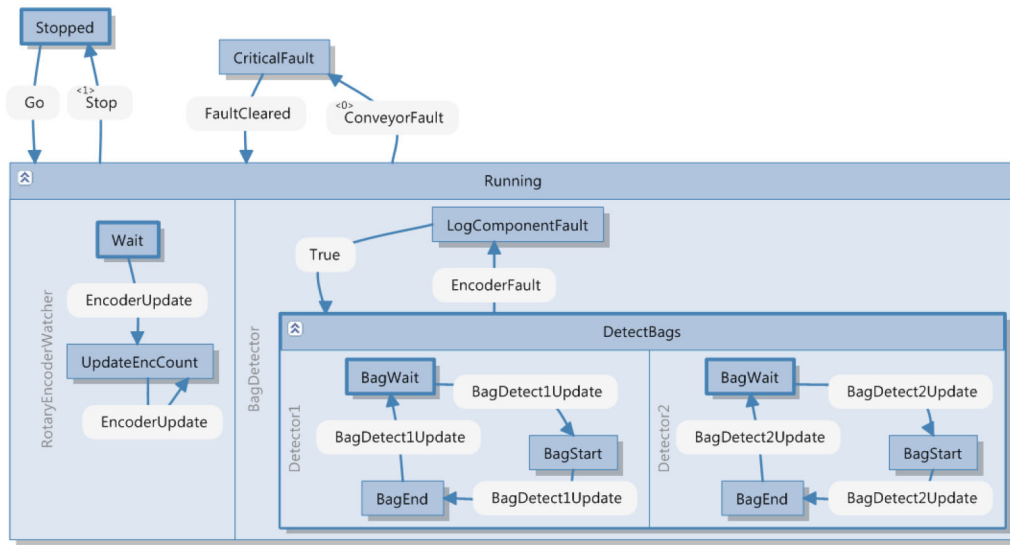 Stopped
CriticalFault
Go
<1>
Stop
FaultCleared
<0>
ConveyorFault
Running
RotaryEncoderWatcher
Wait
EncoderUpdate
UpdateEncCount
EncoderUpdate
BagDetector
LogComponentFault
True
EncoderFault
DetectBags
Detector1
BagWait
BagDetect1Update
BagDetect1Update
BagStart
BagEnd
BagDetect1Update
Detector2
BagWait
BagDetect2Update
BagDetect2Update
BagStart
BagEnd
BagDetect2Update